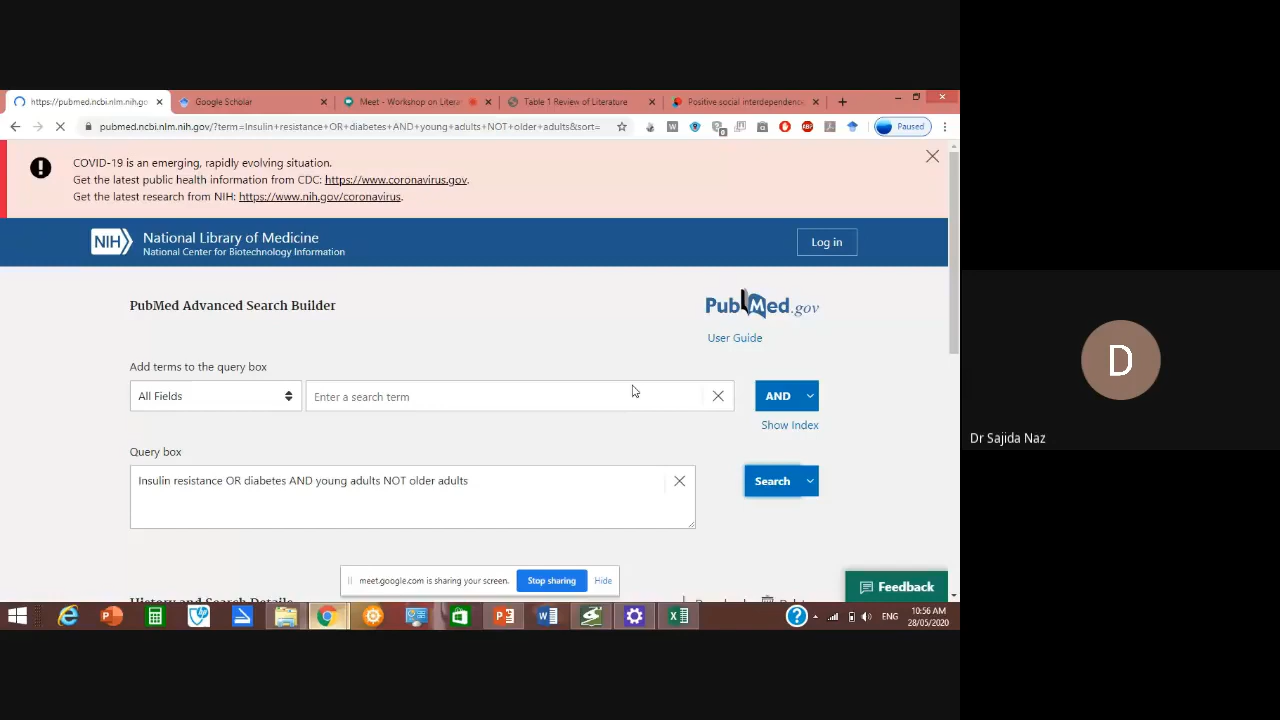 https://pubmed.ncbi.nlm.nih.go
Google Scholar
Meet - Workshop on Litera
Table 1 Review of Literature
Positive social interdependenc
pubmed.ncbi.nlm.nih.gov/?term=Insulin+resistance+OR+diabetes+AND+young+adults+NOT+older+adults&sort=
Paused
COVID-19 is an emerging, rapidly evolving situation.
Get the latest public health information from CDC: https://www.coronavirus.gov.
Get the latest research from NIH: https://www.nih.gov/coronavirus.
NIH
National Library of Medicine
National Center for Biotechnology Information
Log in
PubMed Advanced Search Builder
PubMed.gov
User Guide
Add terms to the query box
All Fields
Enter a search term
AND
Show Index
Query box
Insulin resistance OR diabetes AND young adults NOT older adults
Search
meet.google.com is sharing your screen.
Stop sharing
Hide
History and Search Details
Feedback
ENG
10:56 AM
28/05/2020
D
Dr Sajida Naz